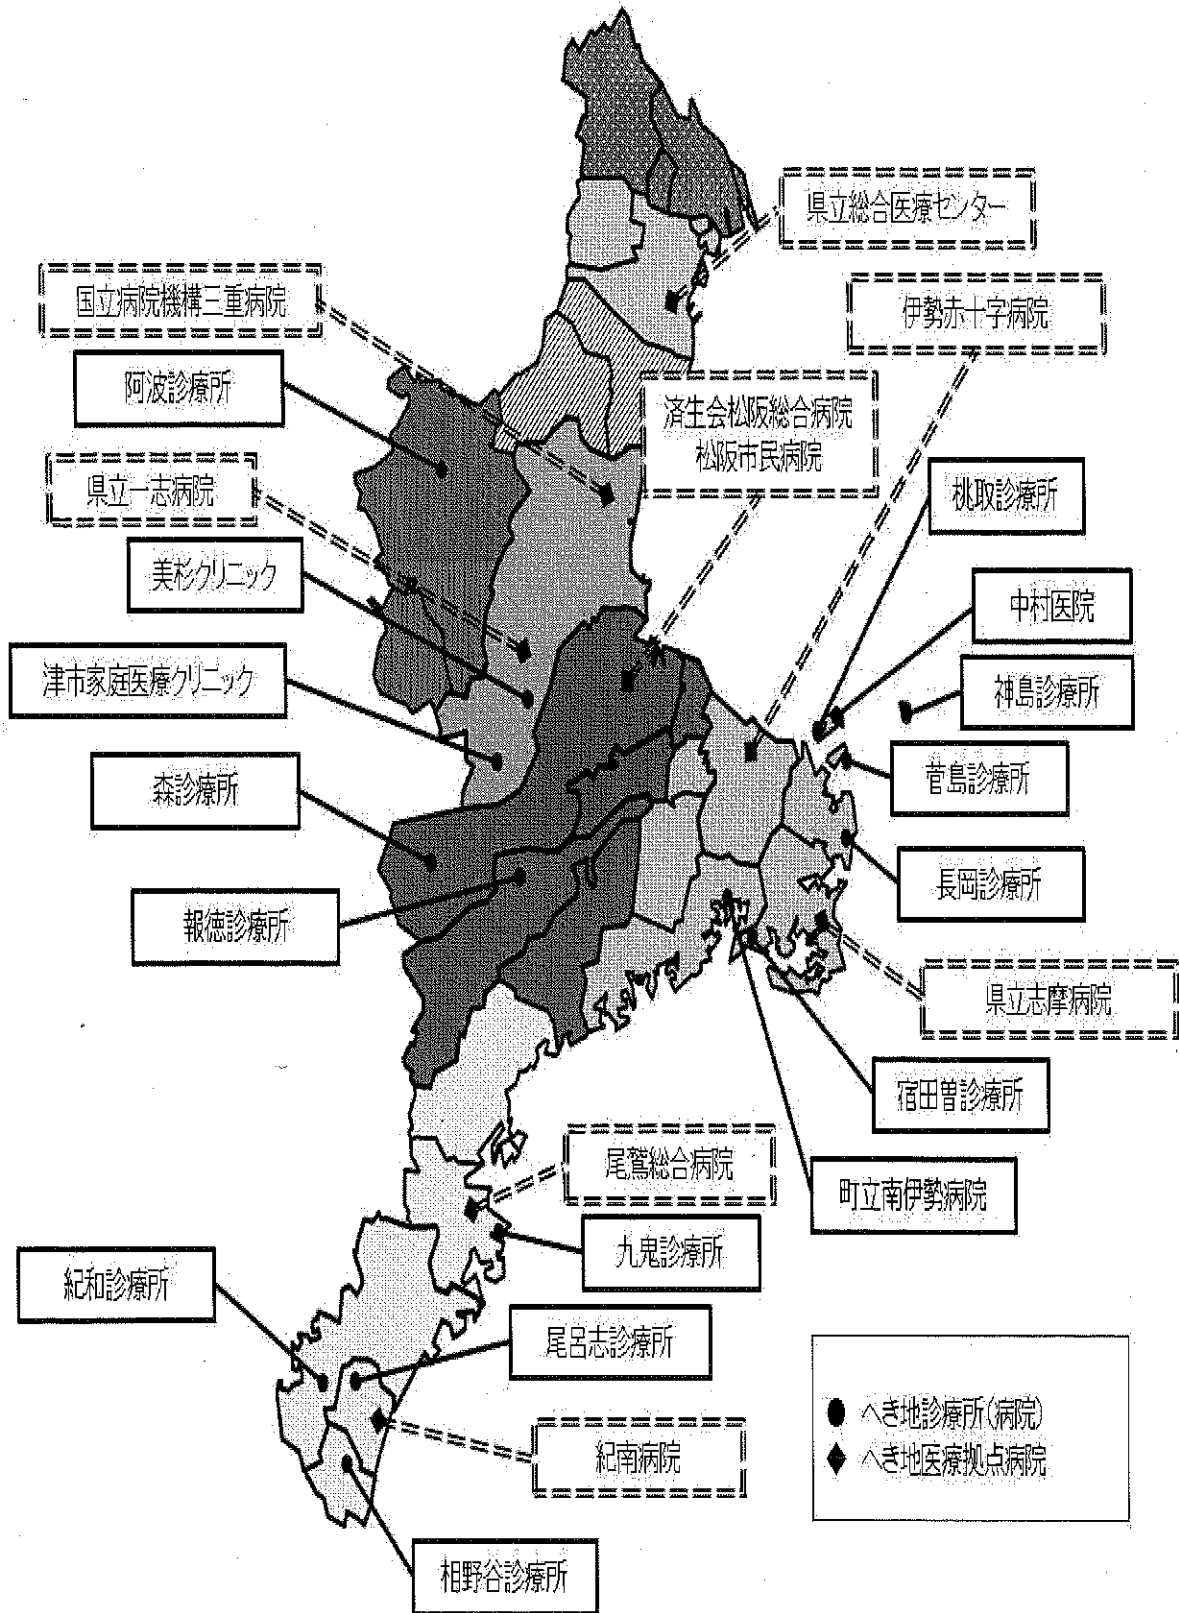 県立総合医療センター
国立病院機構三重病院
伊勢赤十字病院
阿波診療所
済生会松阪総合病院
松阪市民病院
県立一志病院
桃取診療所
美杉クリニック
中村医院
津市家庭医療クリニック
神島診療所
菅島診療所
森診療所
長岡診療所
報徳診療所
県立志摩病院
宿田曽診療所
尾鷲総合病院
町立南伊勢病院
九鬼診療所
紀和診療所
尾呂志診療所
紀南病院
相野谷診療所
● へき地診療所(病院)
◆ へき地医療拠点病院